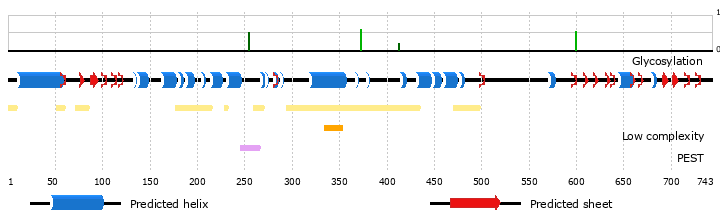 1
0
Glycosylation
Low complexity
PEST
1 50 100 150 200 250 300 350 400 450 500 550 600 650 700 743
Predicted helix Predicted sheet